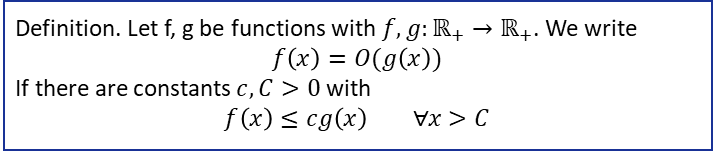 Definition. Let f, g be functions with f, g: ℝ₊ → ℝ₊. We write
f(x) = O(g(x))
If there are constants c, C > 0 with
f(x) ≤ cg(x) ∀x > C